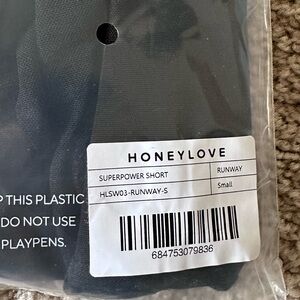 HONEYLOVE
SUPERPOWER SHORT RUNWAY
HLSW03-RUNWAY-S Small
684753079836
P THIS PLASTIC
DO NOT USE
PLAYPENS.